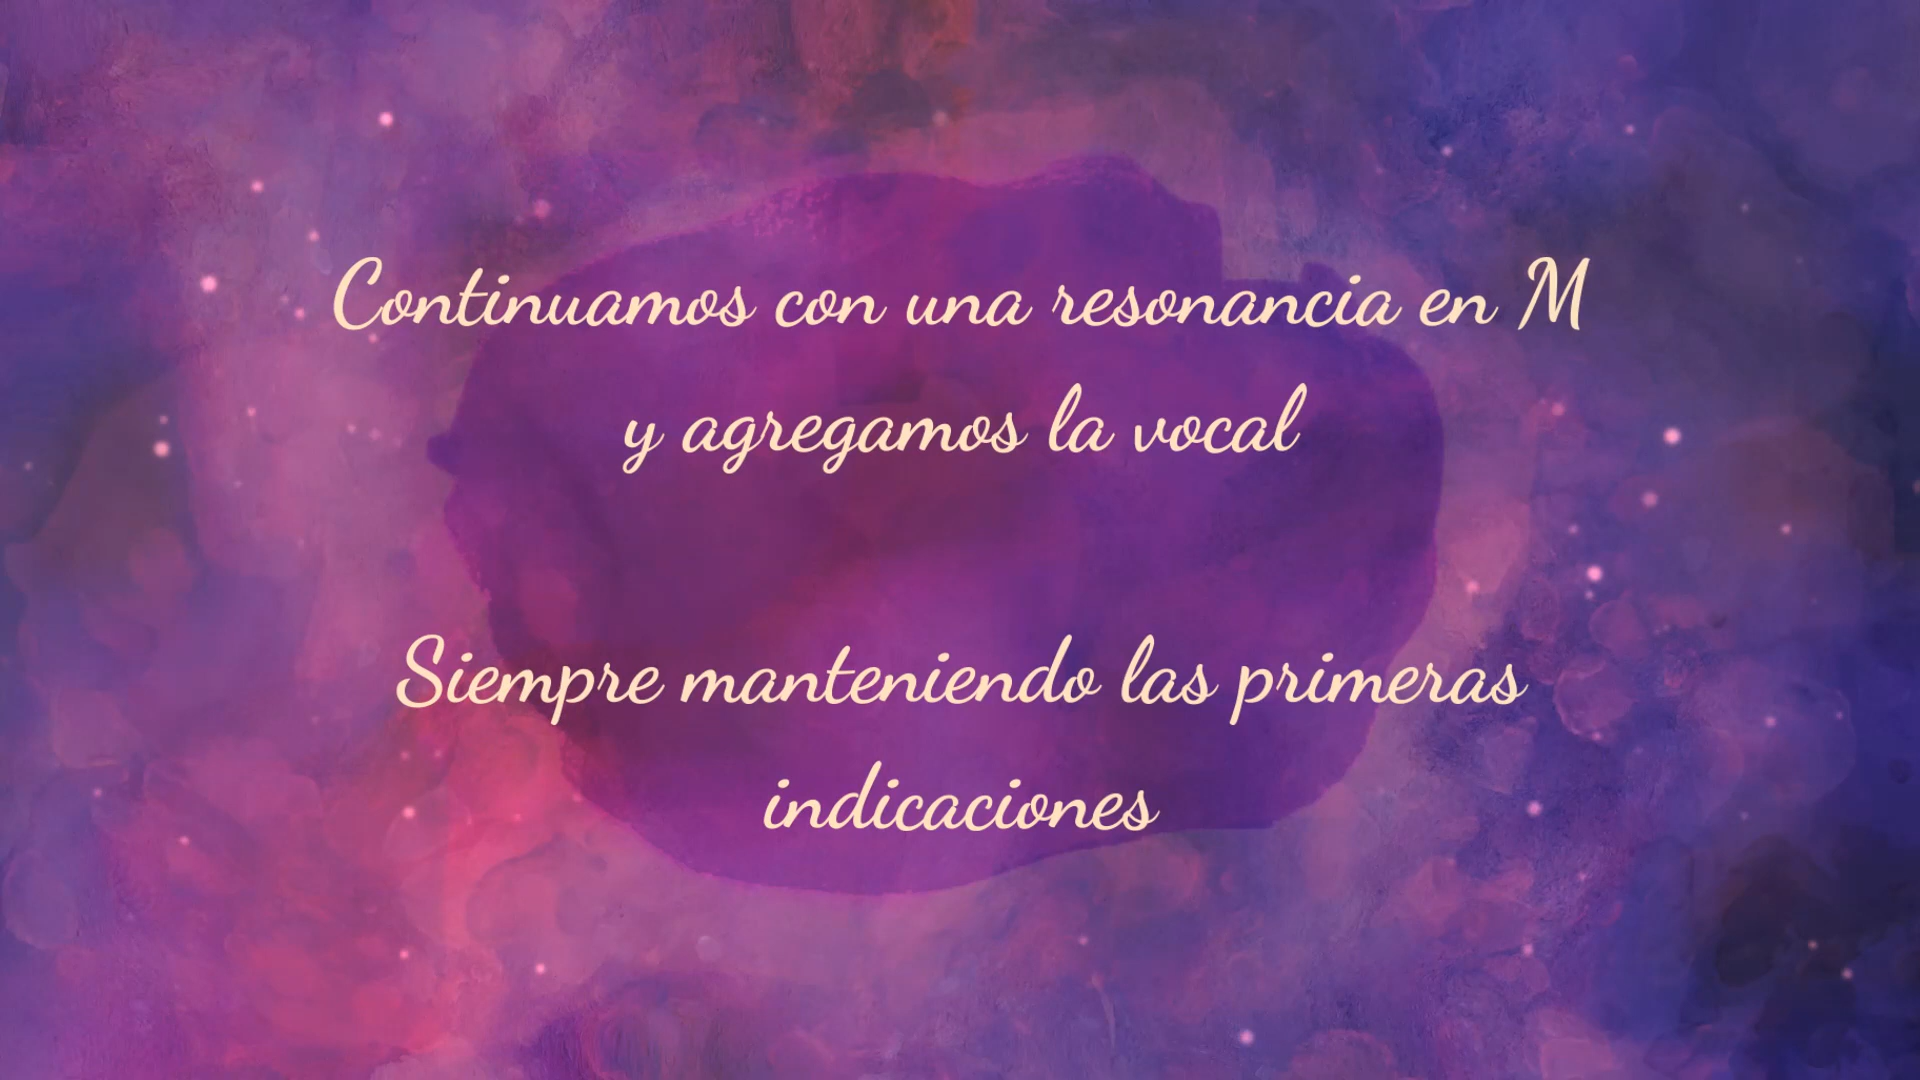 Continuamos con una resonancia en M
y agregamos la vocal
Siempre manteniendo las primeras
indicaciones